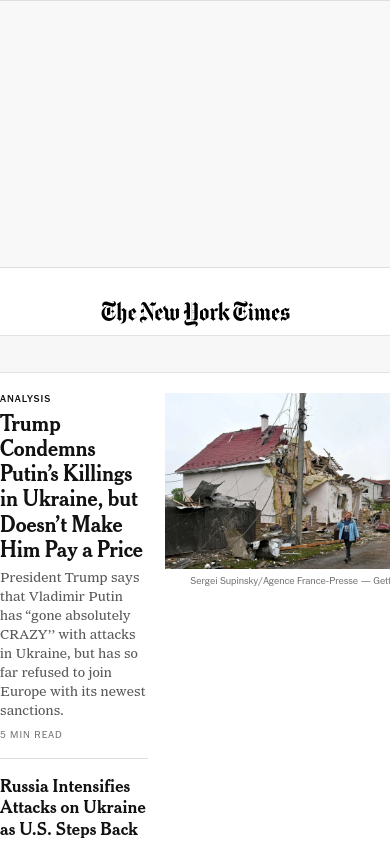 The New York Times
ANALYSIS
Trump
Condemns
Putin’s Killings
in Ukraine, but
Doesn’t Make
Him Pay a Price
President Trump says
that Vladimir Putin
has “gone absolutely
CRAZY’’ with attacks
in Ukraine, but has so
far refused to join
Europe with its newest
sanctions.
5 MIN READ
Sergei Supinsky/Agence France-Presse — Gett
Russia Intensifies
Attacks on Ukraine
as U.S. Steps Back